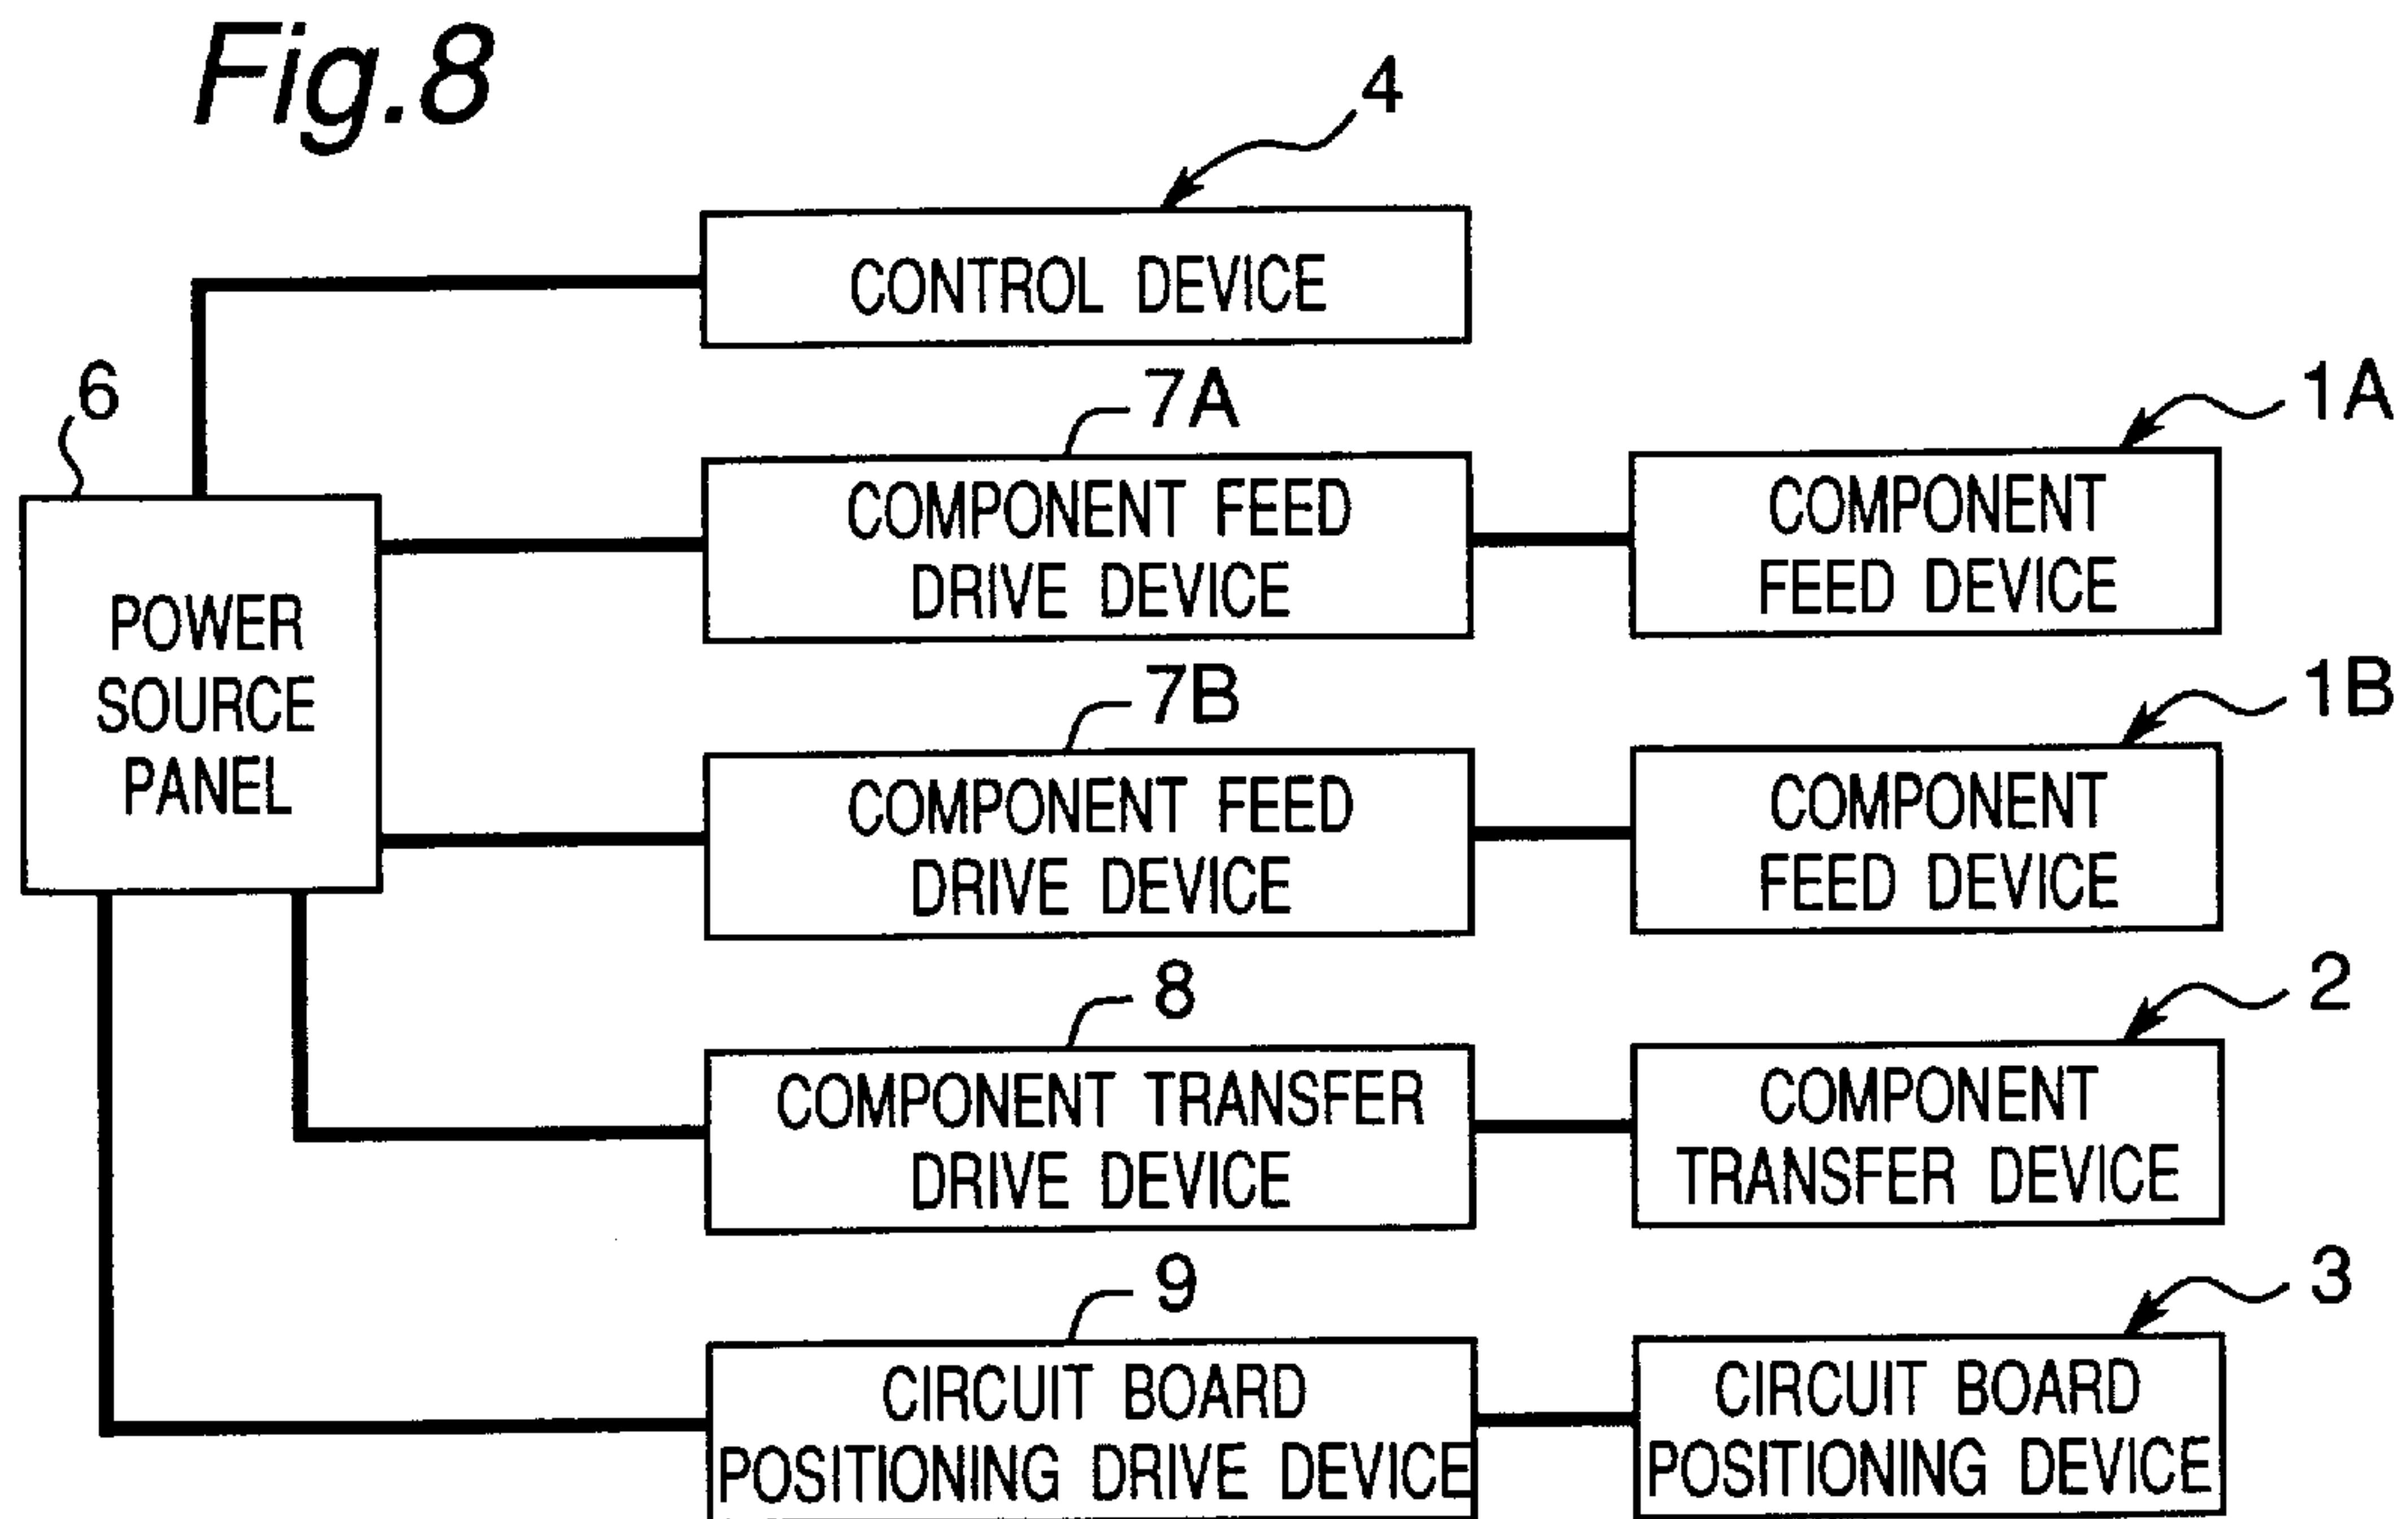 Fig.8
4
CONTROL DEVICE
6
POWER
SOURCE
PANEL
7A
COMPONENT FEED
DRIVE DEVICE
1A
COMPONENT
FEED DEVICE
7B
COMPONENT FEED
DRIVE DEVICE
1B
COMPONENT
FEED DEVICE
8
COMPONENT TRANSFER
DRIVE DEVICE
2
COMPONENT
TRANSFER DEVICE
9
CIRCUIT BOARD
POSITIONING DRIVE DEVICE
3
CIRCUIT BOARD
POSITIONING DEVICE